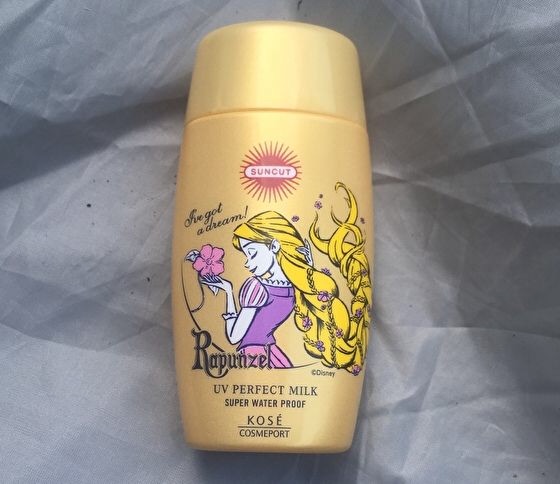 SUNCUT
I've got
a dream!
Rapunzel
©Disney
UV PERFECT MILK
SUPER WATER PROOF
KOSÉ
COSMEPORT